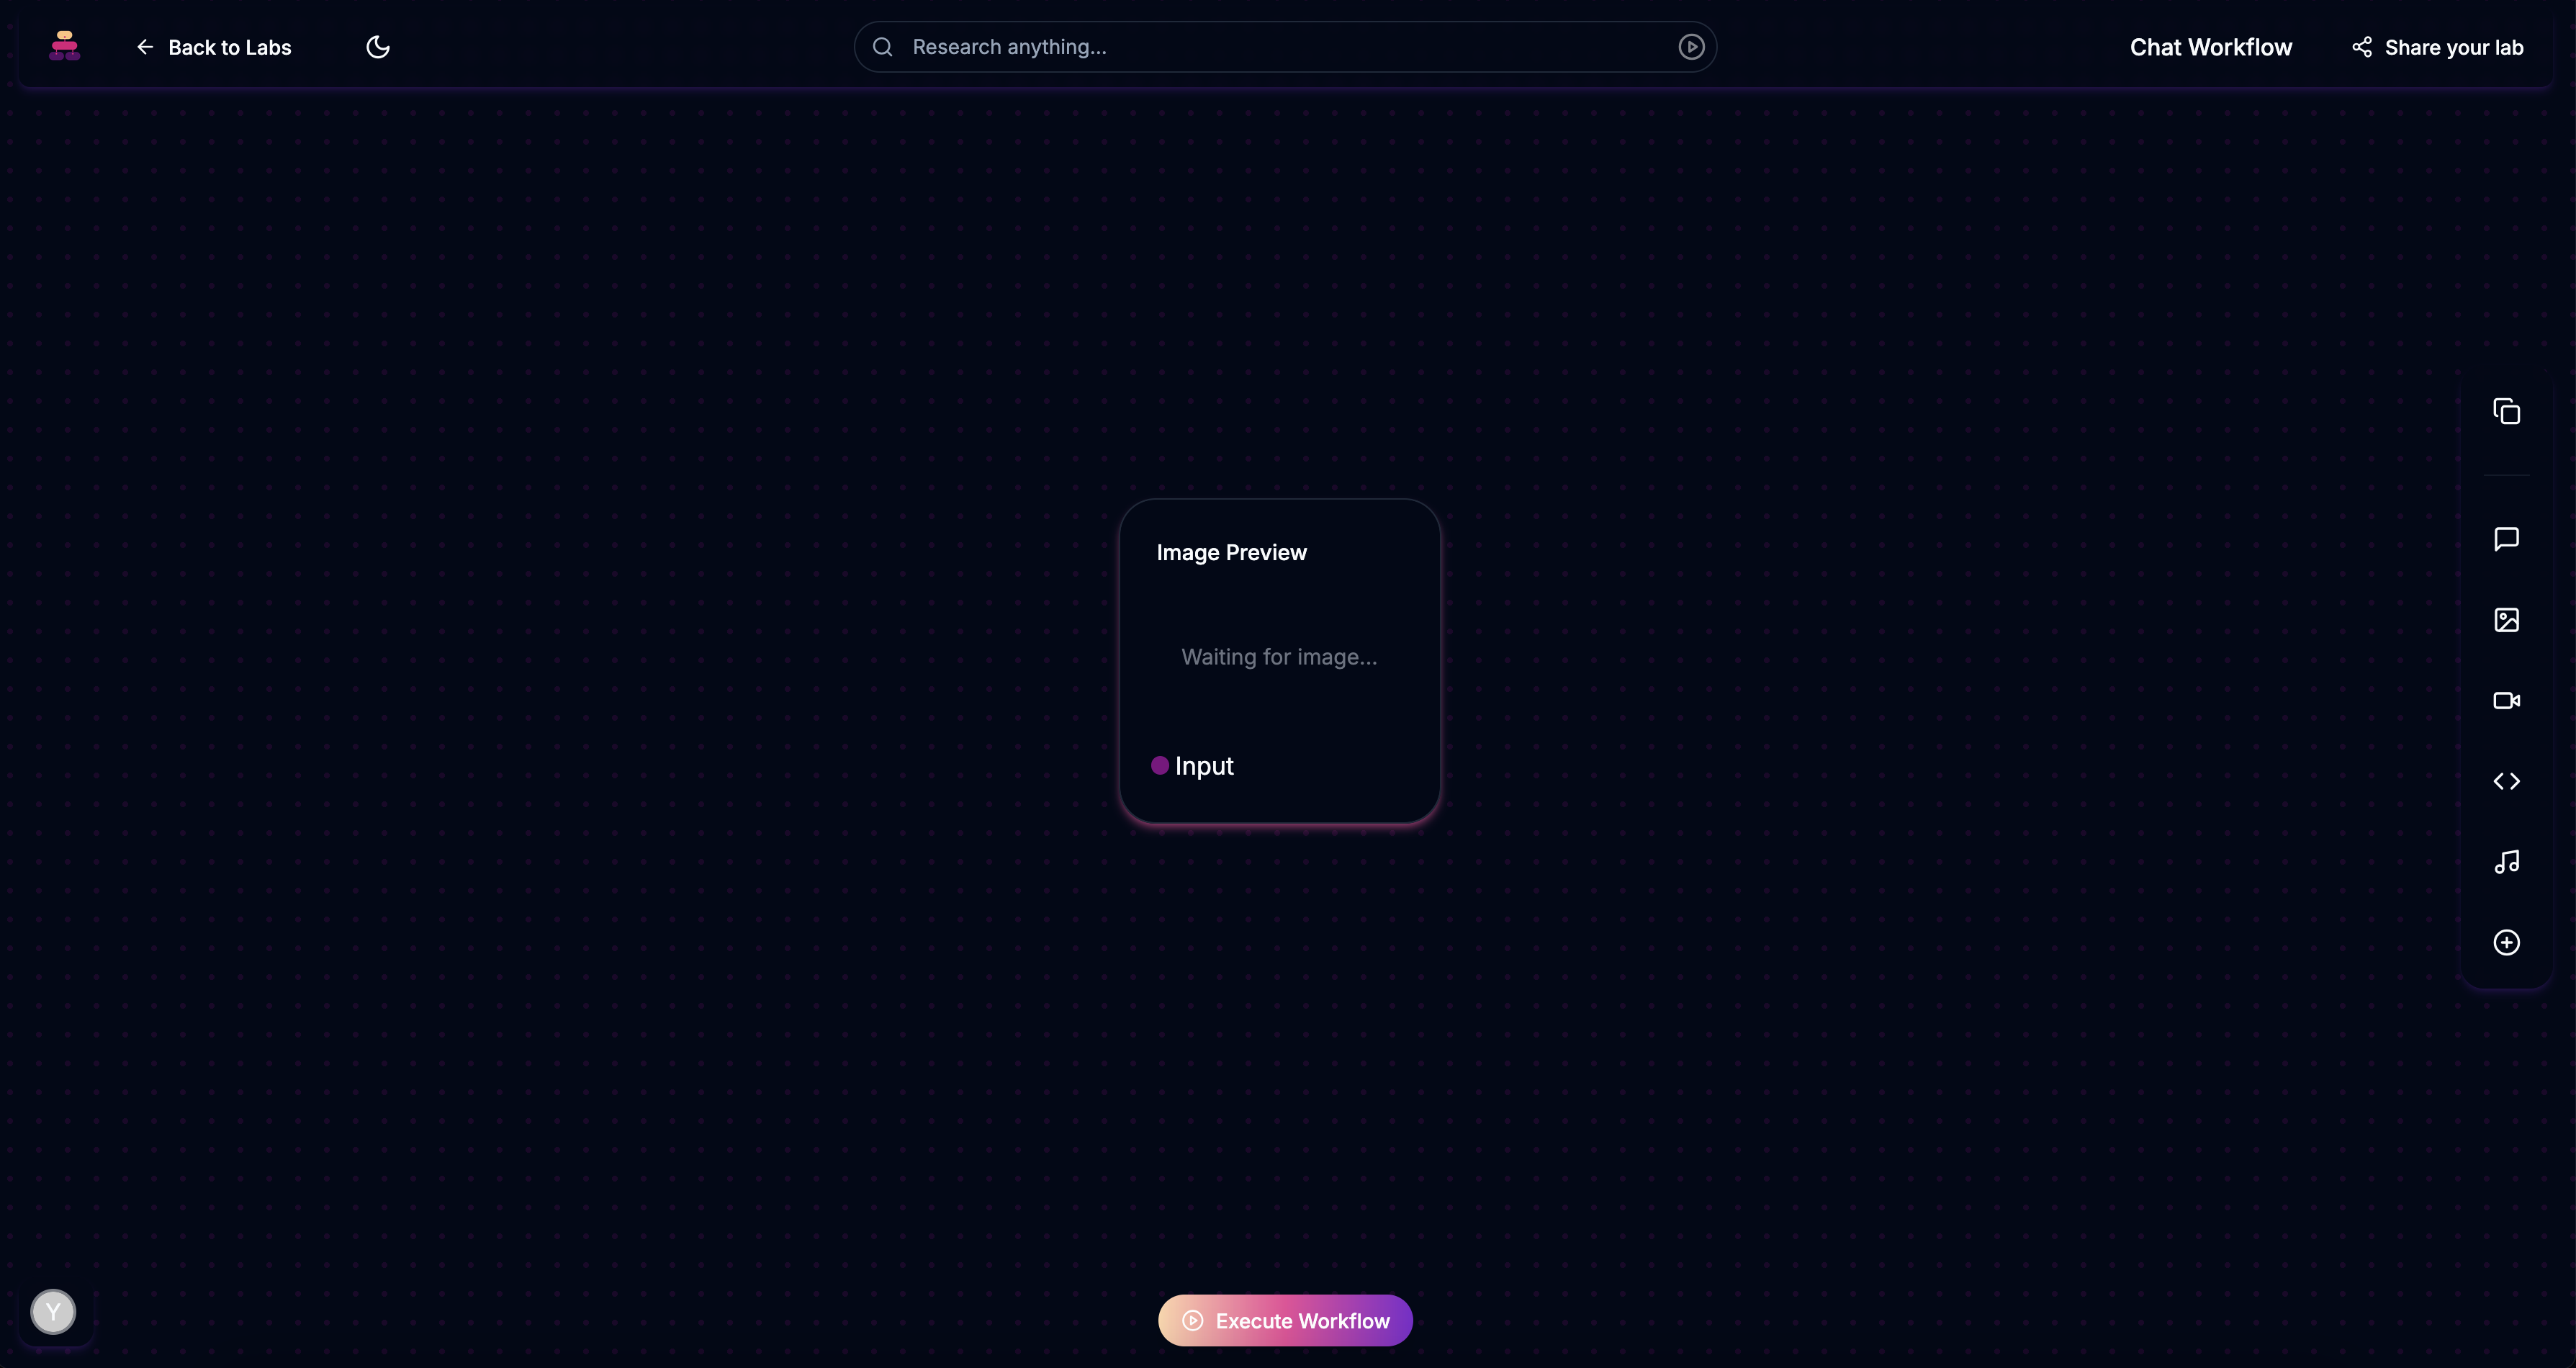 Back to Labs
Research anything...
Chat Workflow
Share your lab
Image Preview
Waiting for image...
Input
Y
Execute Workflow